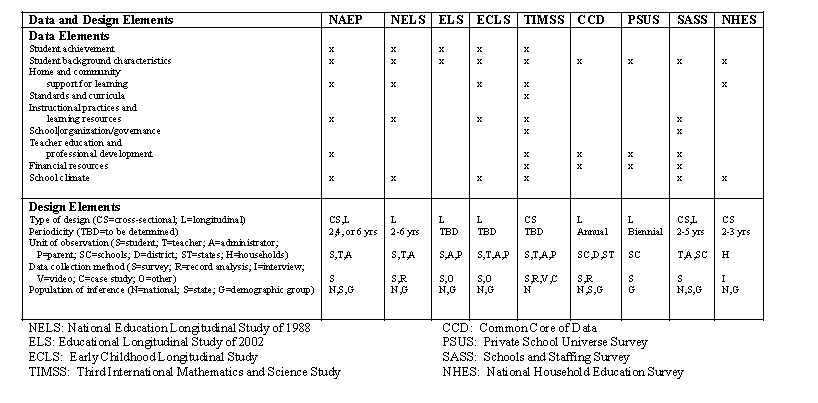 Data and Design Elements NAEP NELS ELS ECLS TIMSS CCD PSUS SASS NHES
Data Elements
Student achievement x x x x x
Student background characteristics x x x x x x x x x
Home and community
support for learning x x x x x
Standards and curricula x
Instructional practices and
learning resources x x x x x
School|organization/governance x x
Teacher education and
professional development x x x x x
Financial resources x x x x
School climate x x x x x x
Design Elements
Type of design (CS=cross-sectional; L=longitudinal) CS,L L L L CS L L CS,L CS
Periodicity (TBD=to be determined) 2,4, or 6 yrs 2-6 yrs TBD TBD TBD Annual Biennial 2-5 yrs 2-3 yrs
Unit of observation (S=student; T=teacher; A=administrator;
P=parent; SC=schools; D=district; ST=states; H=households) S,T,A S,T,A S,A,P S,T,A,P S,T,A,P SC,D,ST SC T,A,SC H
Data collection method (S=survey; R=record analysis; I=interview;
V=video; C=case study; O=other) S S,R S,O S,O S,R,V,C S,R S S I
Population of inference (N=national; S=state; G=demographic group) N,S,G N,G N,G N,G N N,S,G G N,S,G N,G
NELS: National Education Longitudinal Study of 1988 CCD: Common Core of Data
ELS: Educational Longitudinal Study of 2002 PSUS: Private School Universe Survey
ECLS: Early Childhood Longitudinal Study SASS: Schools and Staffing Survey
TIMSS: Third International Mathematics and Science Study NHES: National Household Education Survey